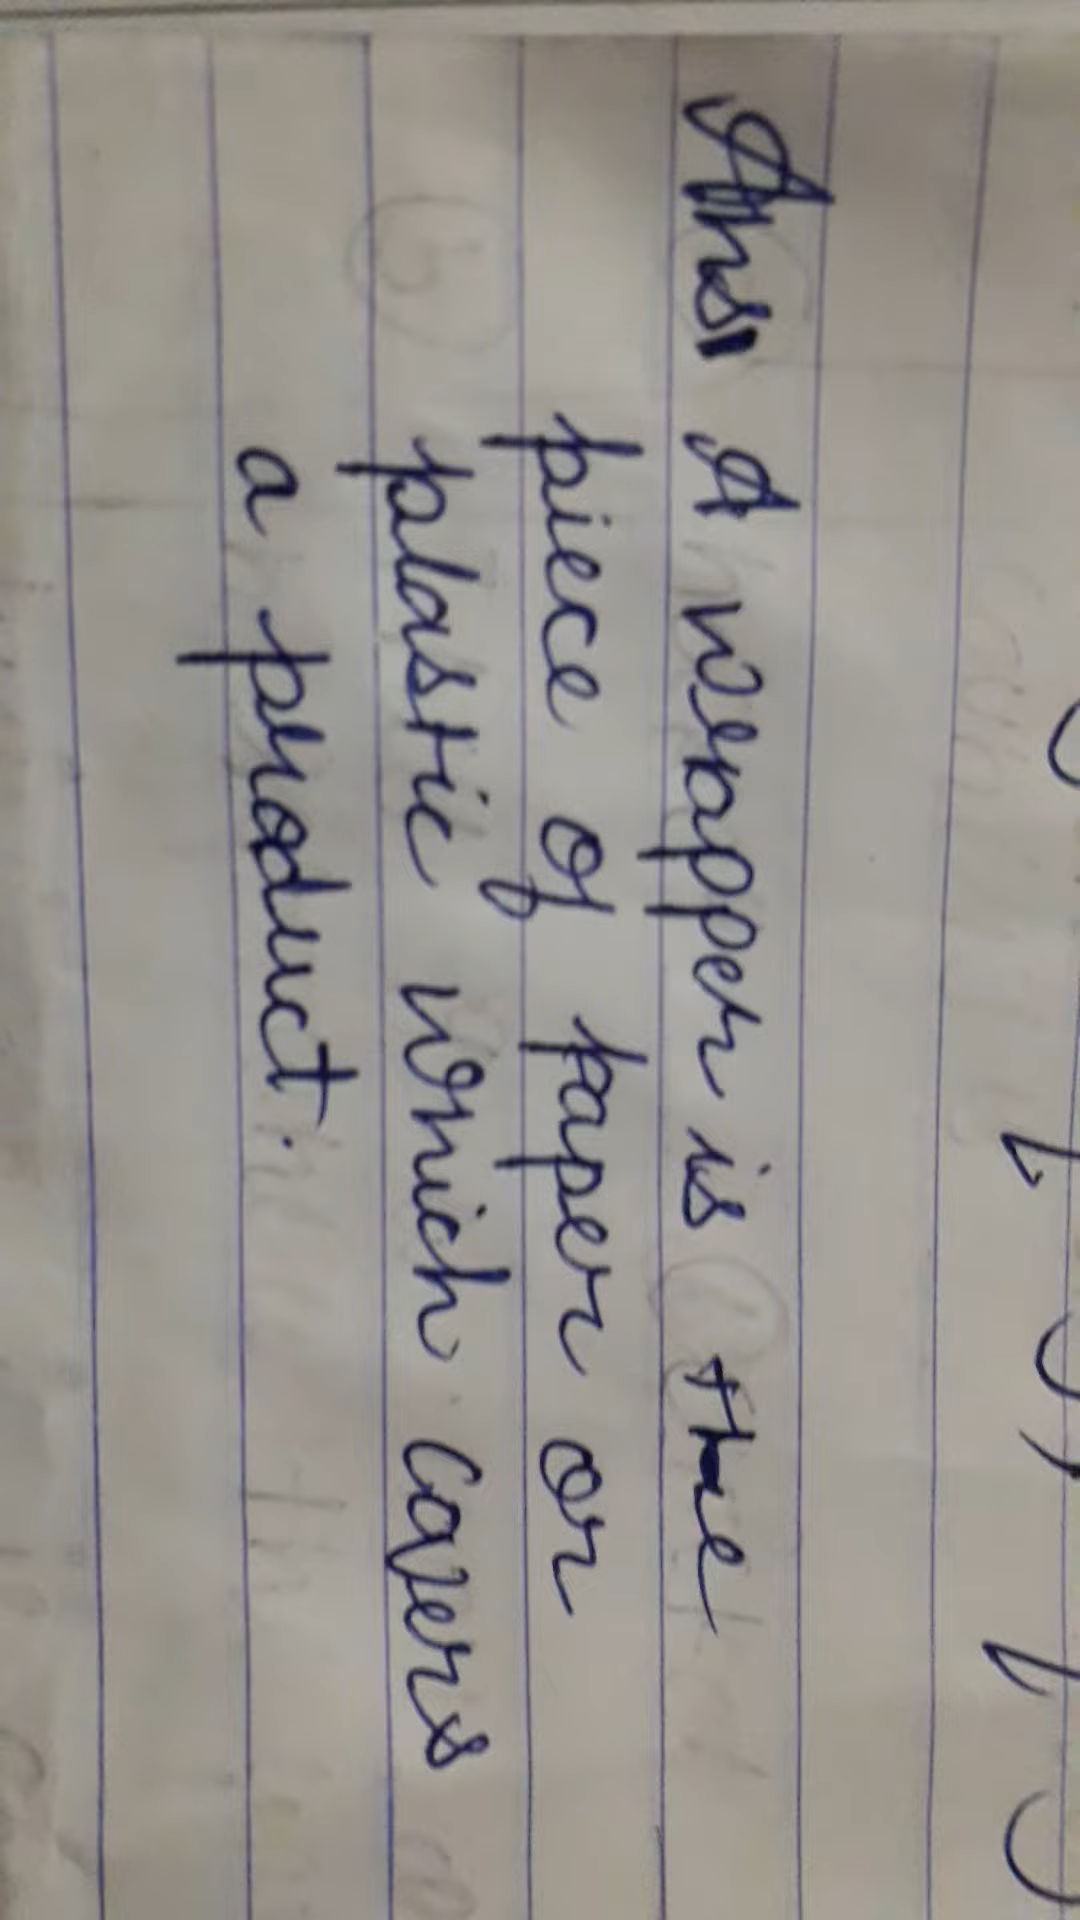 Ans A wrapper is the
piece of paper or
plastic which covers
a product.